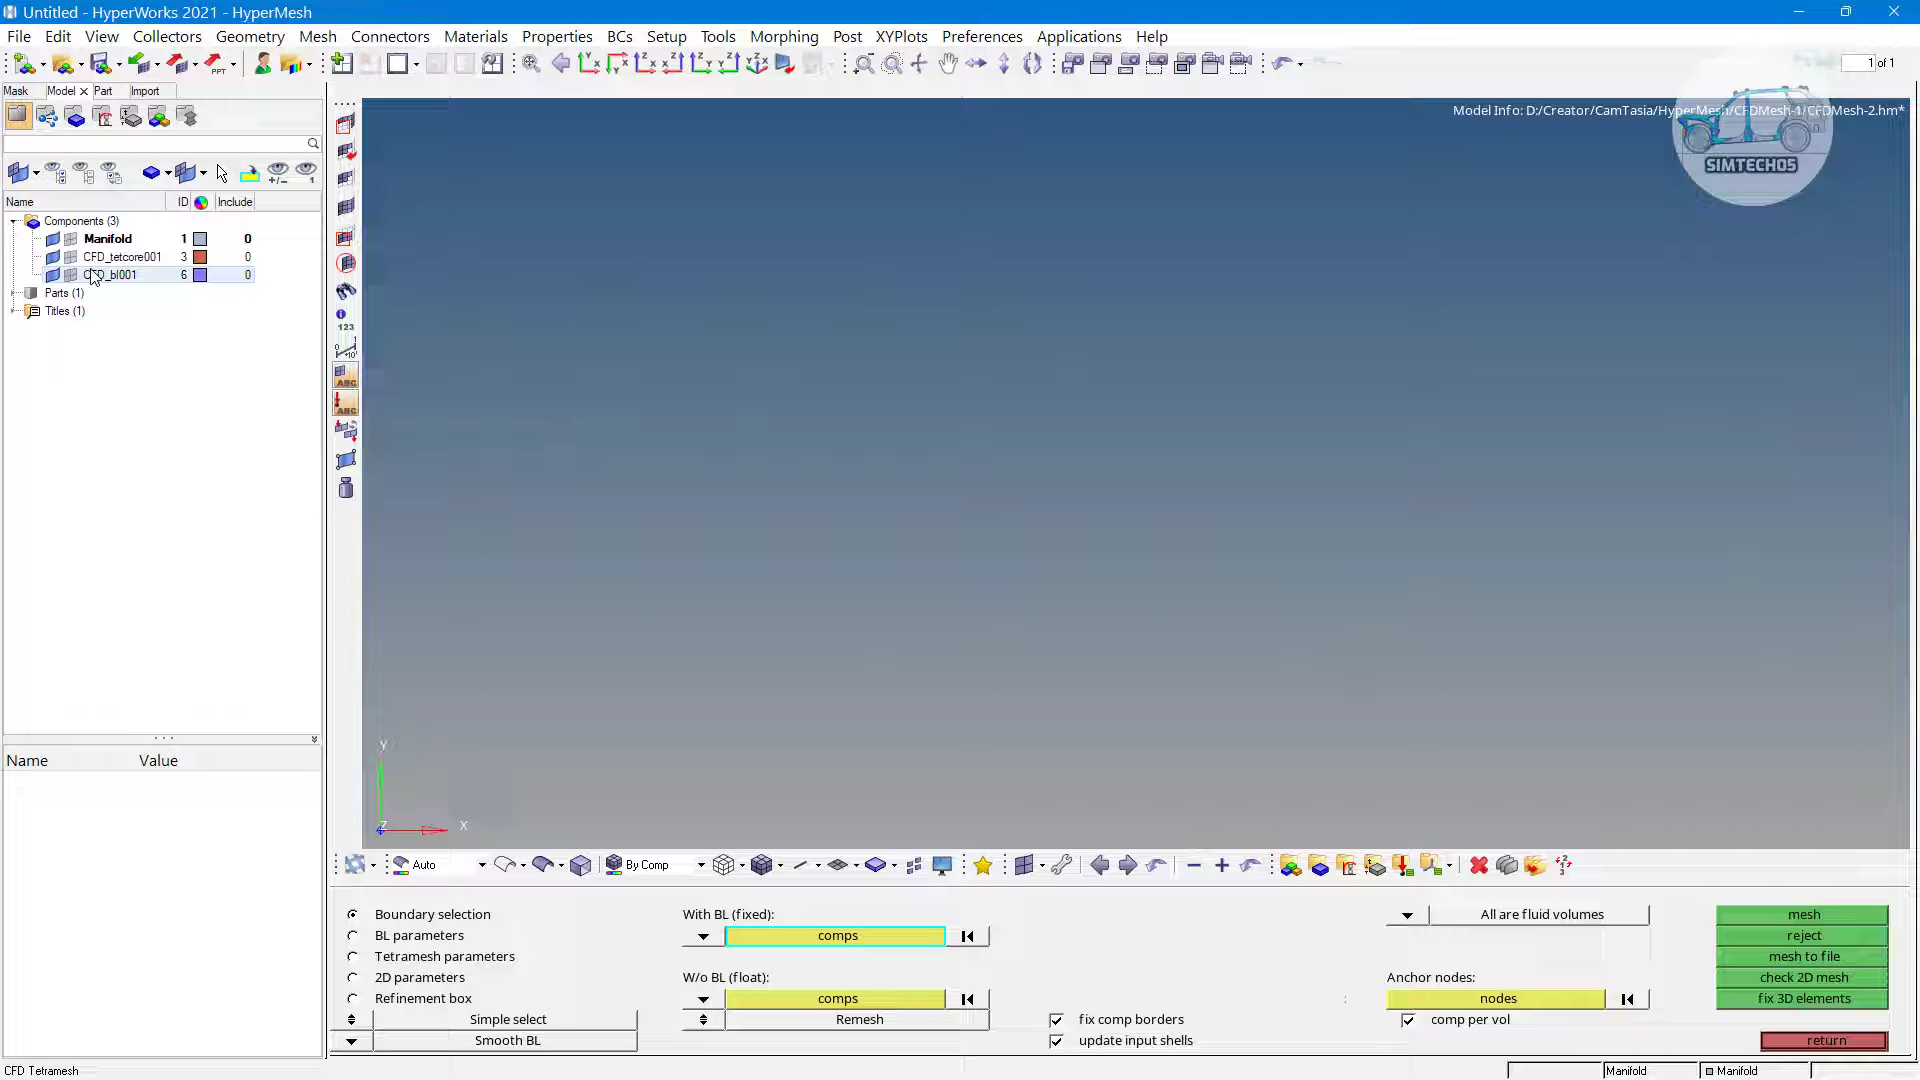 Untitled - HyperWorks 2021 - HyperMesh
File Edit View Collectors Geometry Mesh Connectors Materials Properties BCs Setup Tools Morphing Post XYPlots Preferences Applications Help
PPT
1 of 1
Mask Model Part Import
Model Info: D:/Creator/CamTasia/HyperMesh/CFDMesh-1/CFDMesh-2.hm*
SIMTECH05
Name ID Include
Components (3)
Manifold 1 0
CFD_tetcore001 3 0
CFD_bl001 6 0
Parts (1)
Titles (1)
123
ABC
ABC
Name Value
Y
Z X
Auto By Comp
Boundary selection
BL parameters
Tetramesh parameters
2D parameters
Refinement box
Simple select
Smooth BL
With BL (fixed):
comps
W/o BL (float):
comps
Remesh
fix comp borders
update input shells
All are fluid volumes
Anchor nodes:
nodes
comp per vol
mesh
reject
mesh to file
check 2D mesh
fix 3D elements
return
CFD Tetramesh Manifold Manifold